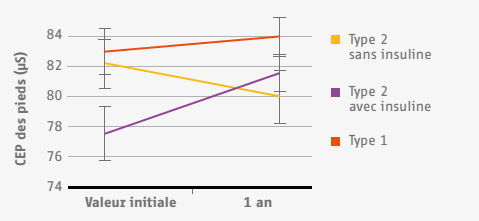 CEP des pieds (µS)
84
82
80
78
76
74
Valeur initiale
1 an
Type 2
sans insuline
Type 2
avec insuline
Type 1